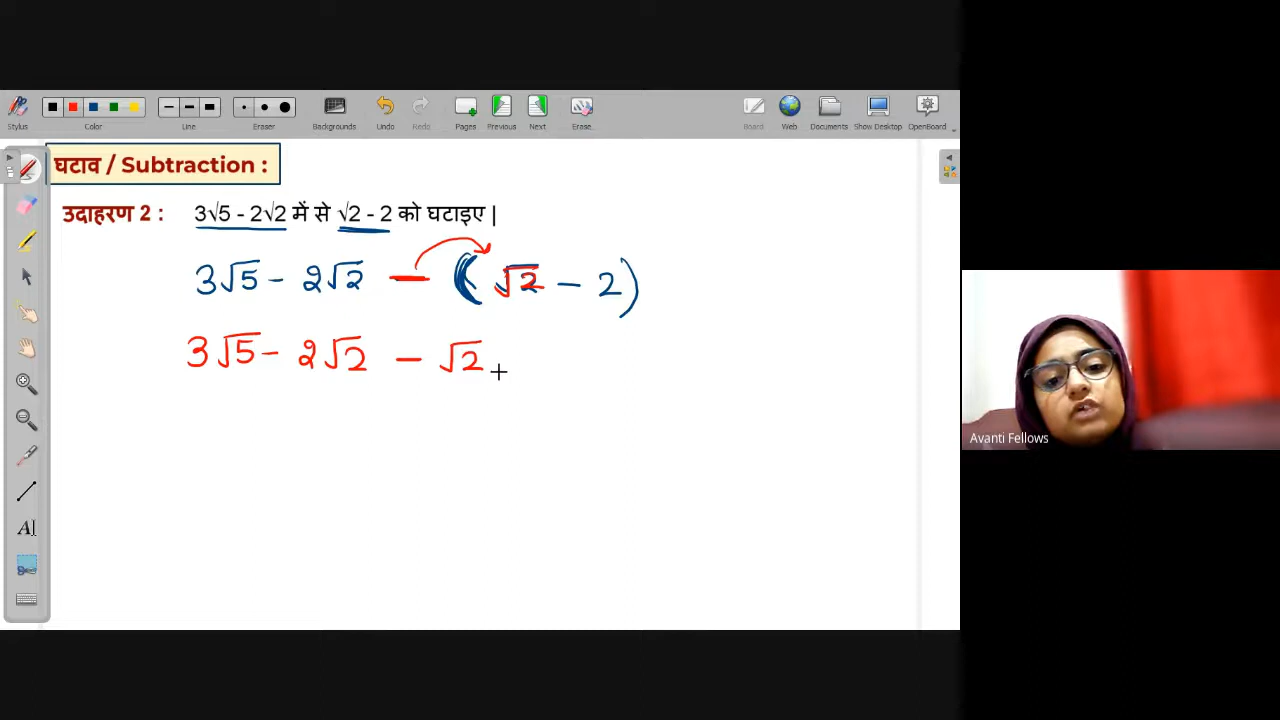 Stylus Color Line Eraser Backgrounds Undo Redo Pages Previous Next Erase Board Web Documents Show Desktop OpenBoard
घटाव / Subtraction :
उदाहरण 2 : 3√5 - 2√2 में से √2 - 2 को घटाइए |
3√5 - 2√2 - (√2 - 2)
3√5 - 2√2 - √2
Avanti Fellows